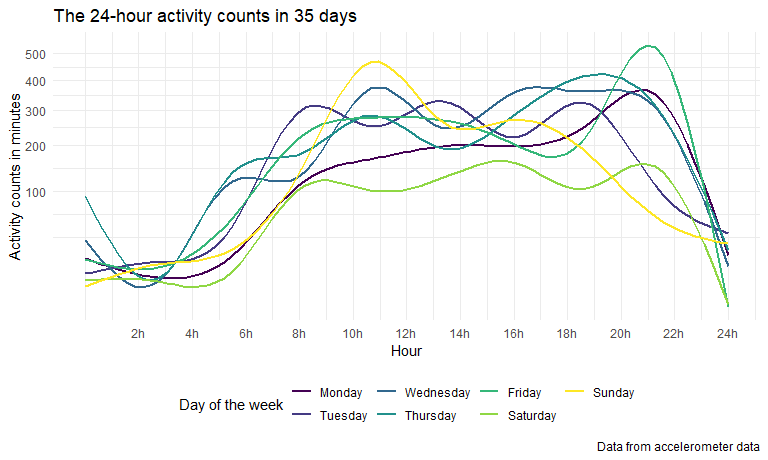 The 24-hour activity counts in 35 days
Activity counts in minutes
500
400
300
200
100
2h 4h 6h 8h 10h 12h 14h 16h 18h 20h 22h 24h
Hour
Day of the week
Monday Wednesday Friday Sunday
Tuesday Thursday Saturday
Data from accelerometer data